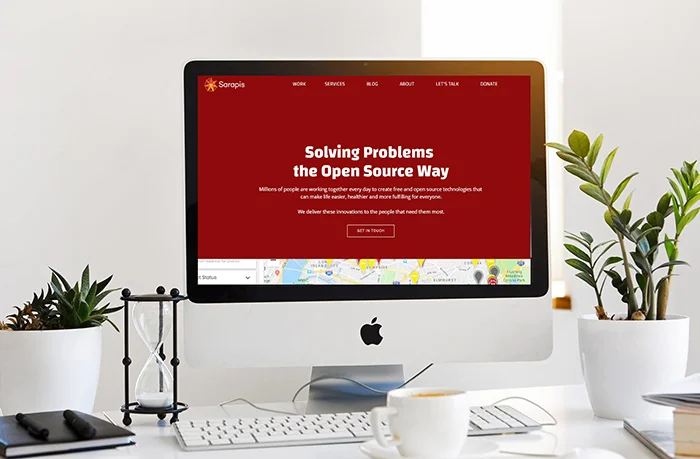 Sarapis
WORK SERVICES BLOG ABOUT LET'S TALK DONATE
Solving Problems
the Open Source Way
Millions of people are working together every day to create free and open source technologies that
can make life easier, healthier and more fulfilling for everyone.
We deliver these innovations to the people that need them most.
GET IN TOUCH
t Status
ELMHURST